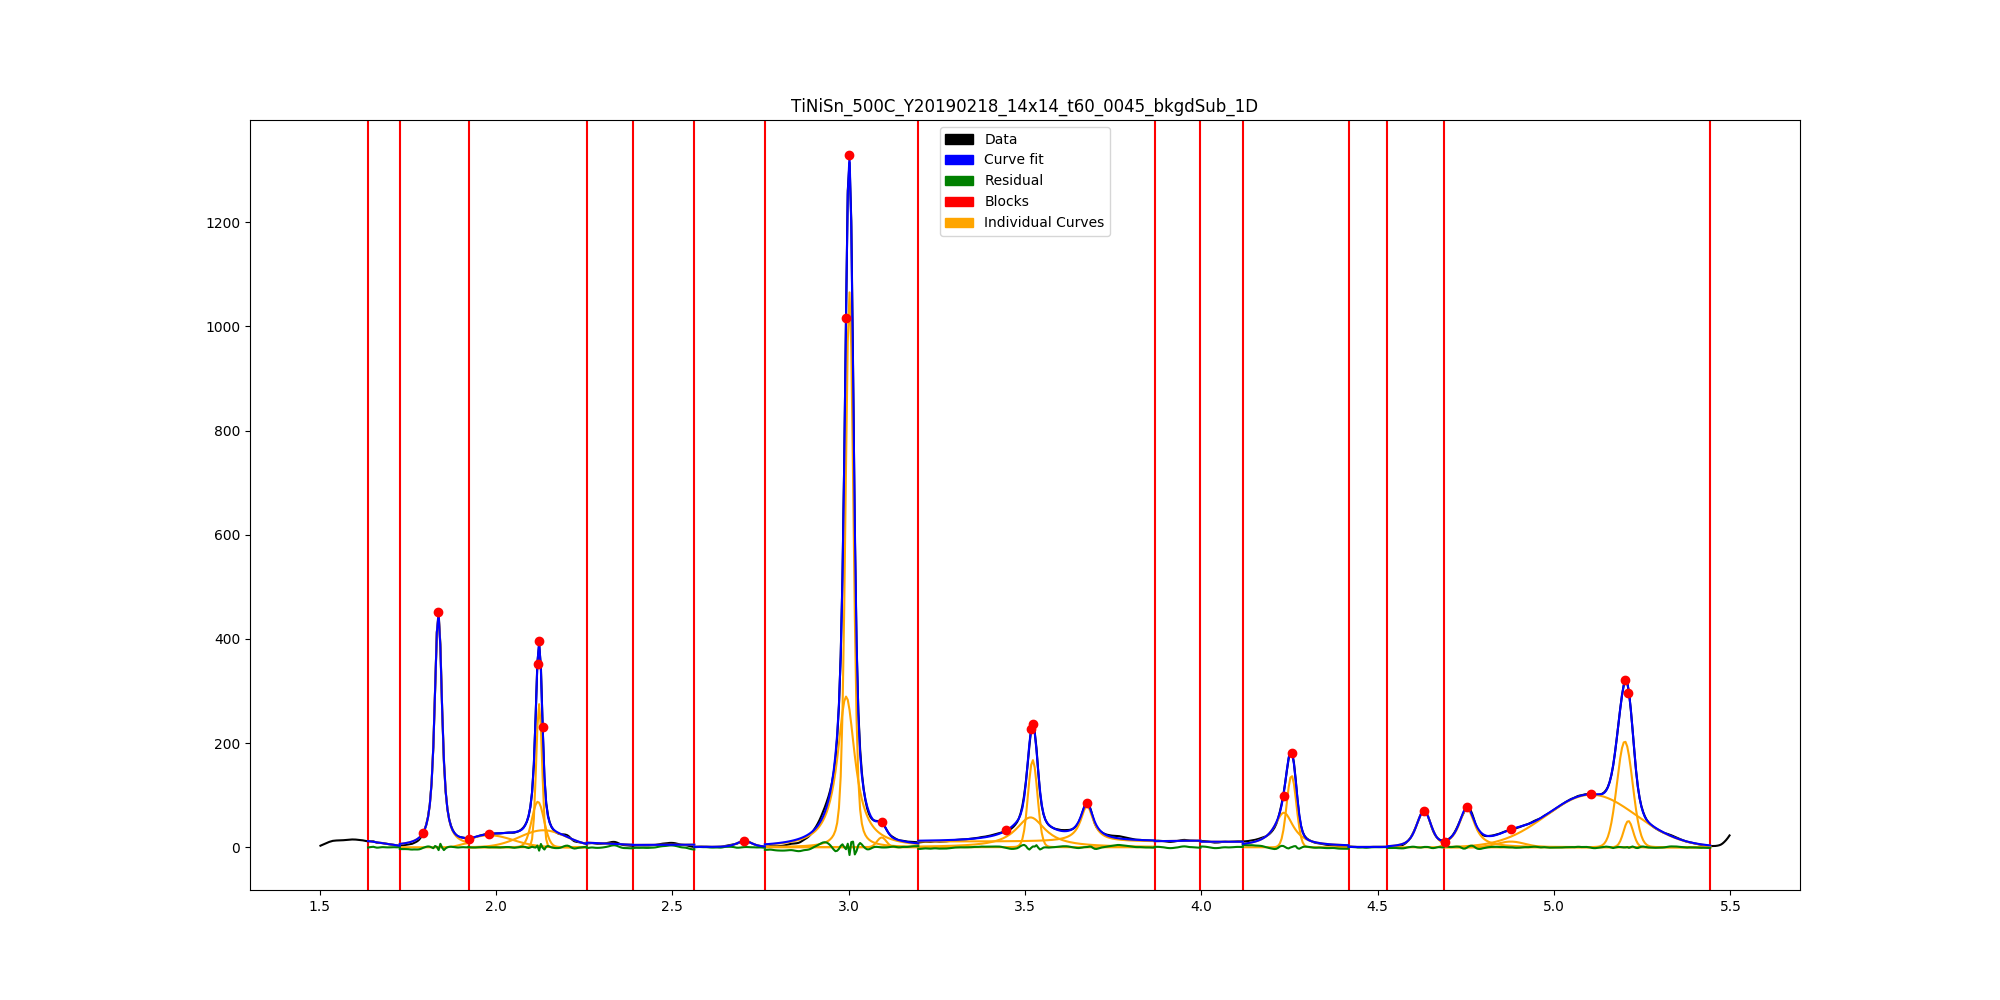 TiNiSn_500C_Y20190218_14x14_t60_0045_bkgdSub_1D
Data
Curve fit
Residual
Blocks
Individual Curves
1200
1000
800
600
400
200
0
1.5 2.0 2.5 3.0 3.5 4.0 4.5 5.0 5.5